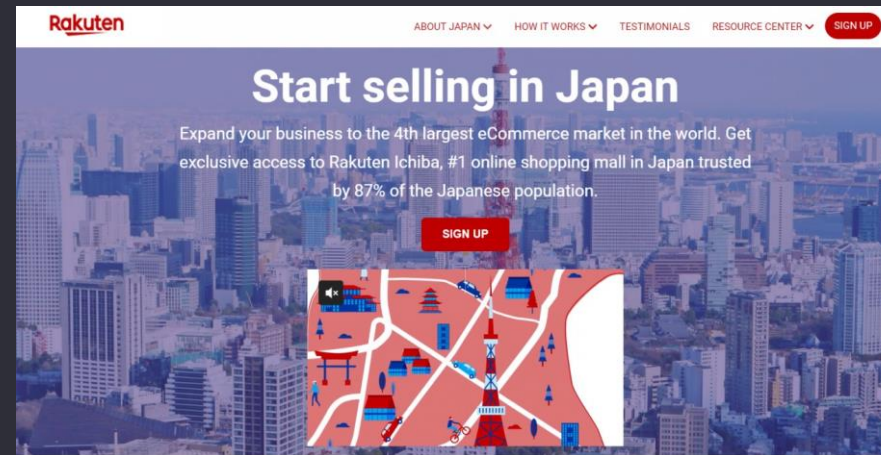 Rakuten
ABOUT JAPAN
HOW IT WORKS
TESTIMONIALS
RESOURCE CENTER
SIGN UP
Start selling in Japan
Expand your business to the 4th largest eCommerce market in the world. Get
exclusive access to Rakuten Ichiba, #1 online shopping mall in Japan trusted
by 87% of the Japanese population.
SIGN UP